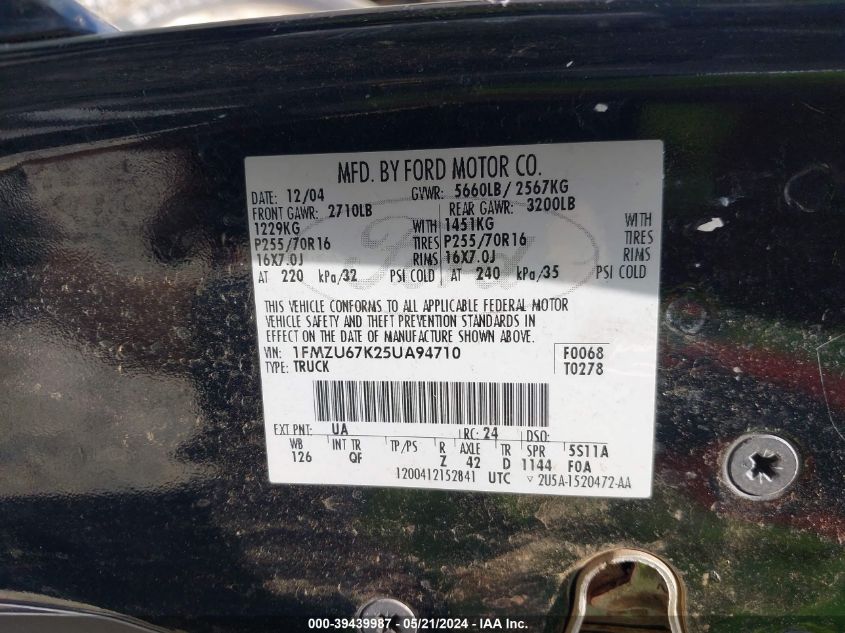 MFD. BY FORD MOTOR CO.
DATE: 12/04 GVWR: 5660LB/ 2567KG
FRONT GAWR: 2710LB REAR GAWR: 3200LB
1229KG WITH 1451KG WITH
P255/70R16 TIRES P255/70R16 TIRES
16X7.0J RIMS 16X7.0J RIMS
AT 220 kPa/32 PSI COLD AT 240 kPa/35 PSI COLD
THIS VEHICLE CONFORMS TO ALL APPLICABLE FEDERAL MOTOR
VEHICLE SAFETY AND THEFT PREVENTION STANDARDS IN
EFFECT ON THE DATE OF MANUFACTURE SHOWN ABOVE.
VIN: 1FMZU67K25UA94710 F0068
TYPE: TRUCK T0278
EXT PNT: UA RC: 24 DSO:
WB INT TR TP/PS R AXLE TR SPR 5S11A
126 QF Z 42 D 1144 F0A
1200412152841 UTC ▽ 2U5A-1520472-AA
000-39439987 - 05/21/2024 - IAA Inc.